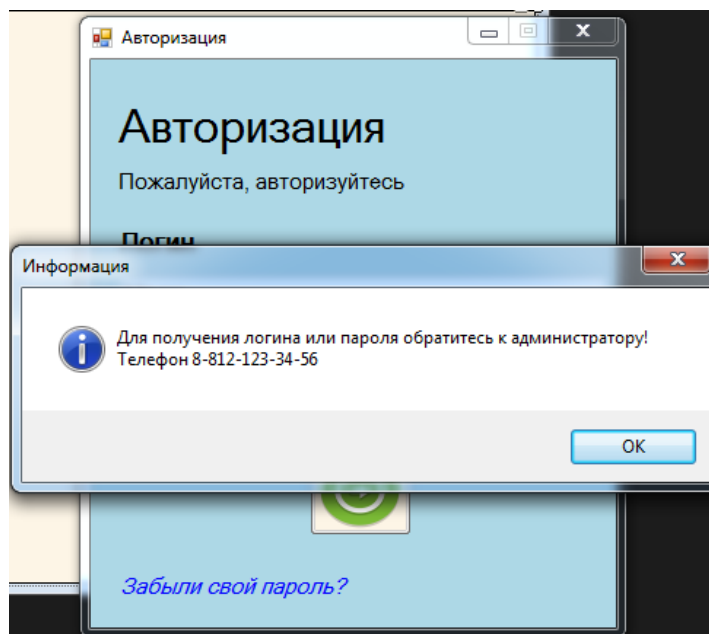 Авторизация
Авторизация
Пожалуйста, авторизуйтесь
Логин
Информация
Для получения логина или пароля обратитесь к администратору!
Телефон 8-812-123-34-56
OK
Забыли свой пароль?